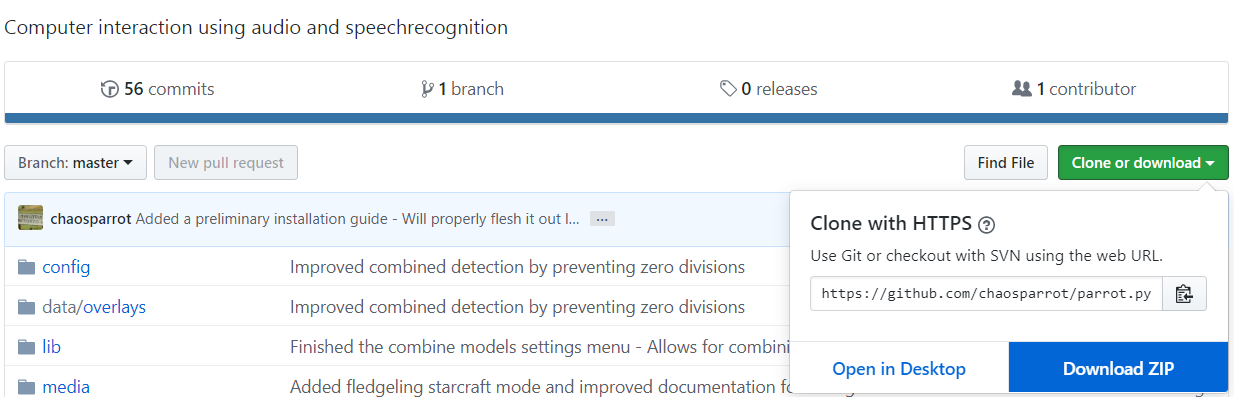 Computer interaction using audio and speechrecognition
56 commits
1 branch
0 releases
1 contributor
Branch: master
New pull request
Find File
Clone or download
chaosparrot Added a preliminary installation guide - Will properly flesh it out l... ...
Clone with HTTPS ?
Use Git or checkout with SVN using the web URL.
https://github.com/chaosparrot/parrot.py
Open in Desktop
Download ZIP
config Improved combined detection by preventing zero divisions
data/overlays Improved combined detection by preventing zero divisions
lib Finished the combine models settings menu - Allows for combini
media Added fledgeling starcraft mode and improved documentation fo